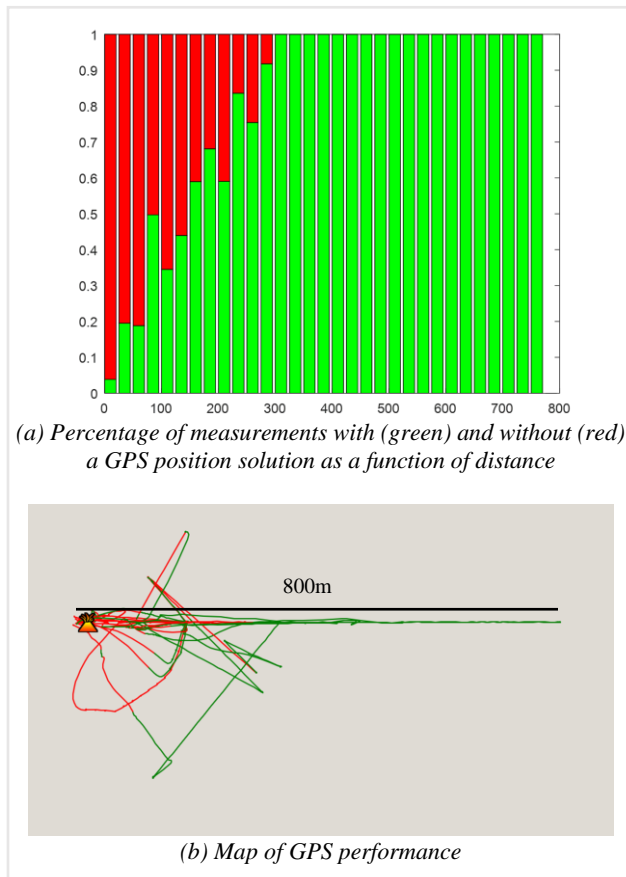 1
0.9
0.8
0.7
0.6
0.5
0.4
0.3
0.2
0.1
0
0 100 200 300 400 500 600 700 800
(a) Percentage of measurements with (green) and without (red)
a GPS position solution as a function of distance
800m
(b) Map of GPS performance